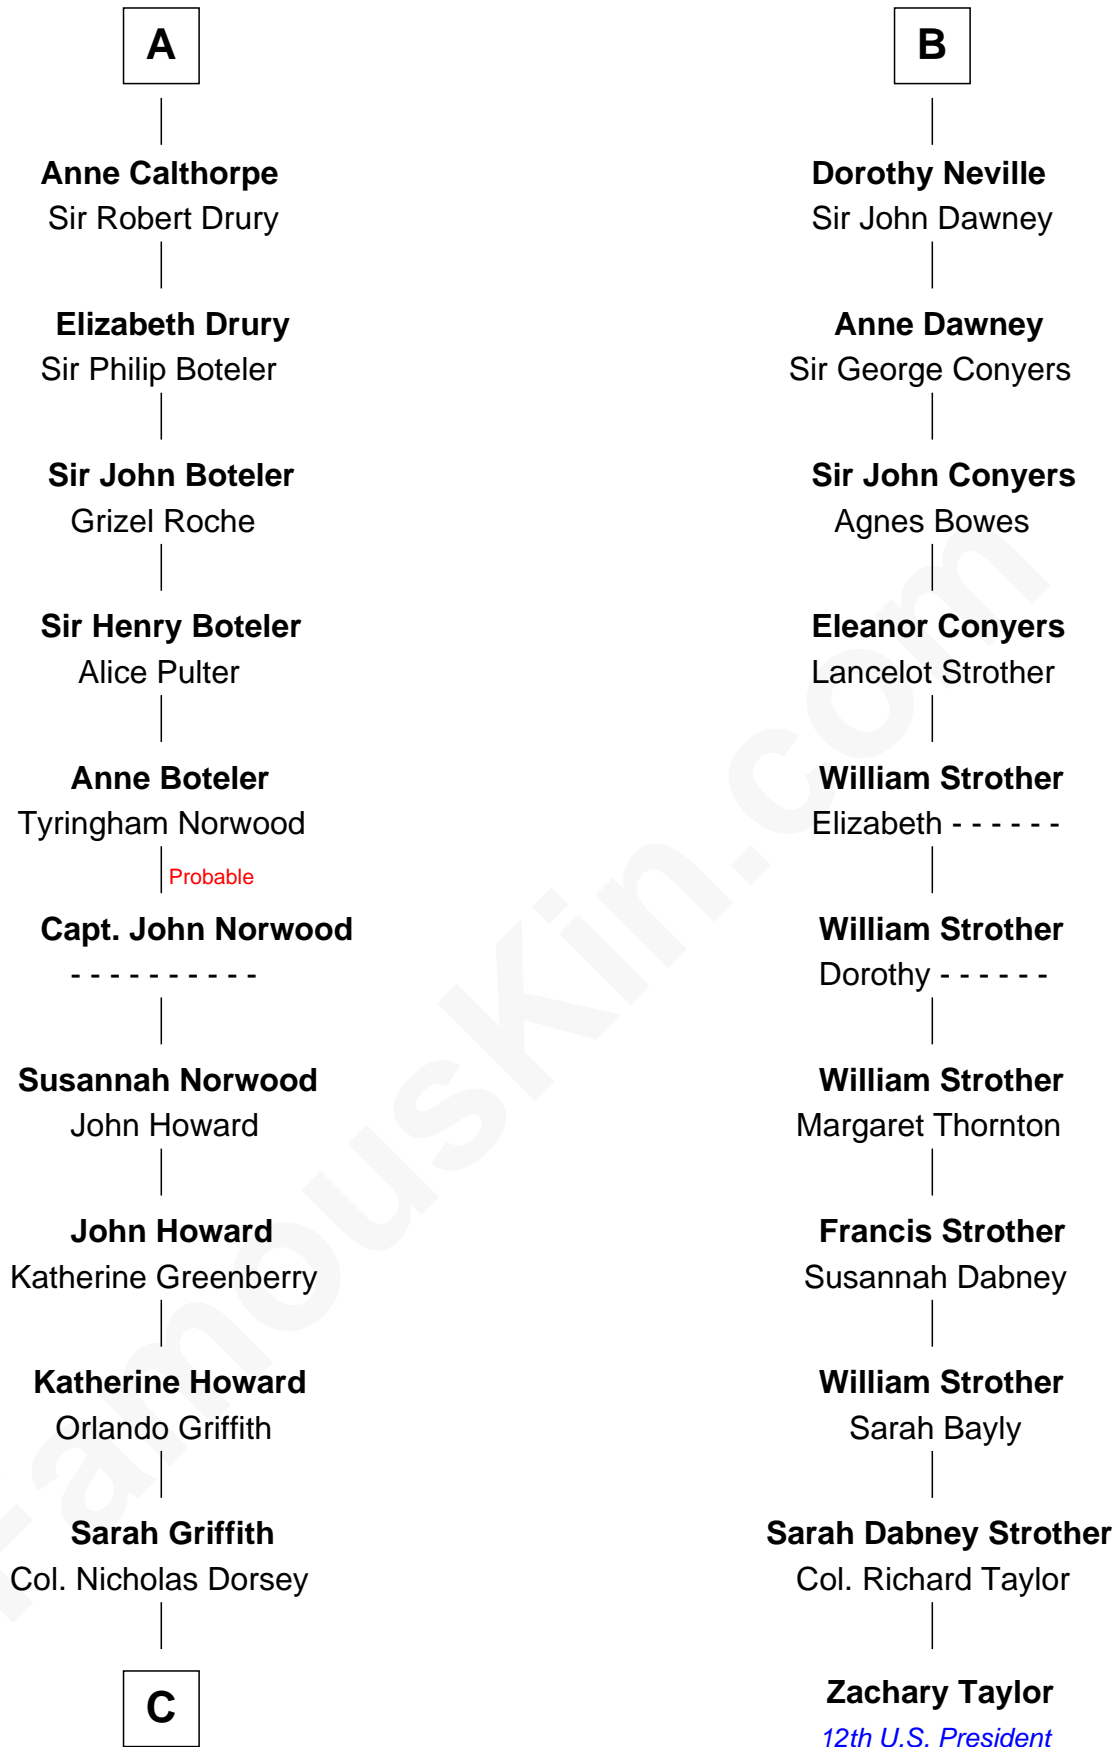 A
Anne Calthorpe
Sir Robert Drury
Elizabeth Drury
Sir Philip Boteler
Sir John Boteler
Grizel Roche
Sir Henry Boteler
Alice Pulter
Anne Boteler
Tyringham Norwood
Probable
Capt. John Norwood
- - - - - - - - - -
Susannah Norwood
John Howard
John Howard
Katherine Greenberry
Katherine Howard
Orlando Griffith
Sarah Griffith
Col. Nicholas Dorsey
C
B
Dorothy Neville
Sir John Dawney
Anne Dawney
Sir George Conyers
Sir John Conyers
Agnes Bowes
Eleanor Conyers
Lancelot Strother
William Strother
Elizabeth - - - - - -
William Strother
Dorothy - - - - - -
William Strother
Margaret Thornton
Francis Strother
Susannah Dabney
William Strother
Sarah Bayly
Sarah Dabney Strother
Col. Richard Taylor
Zachary Taylor
12th U.S. President
FamousKin.com